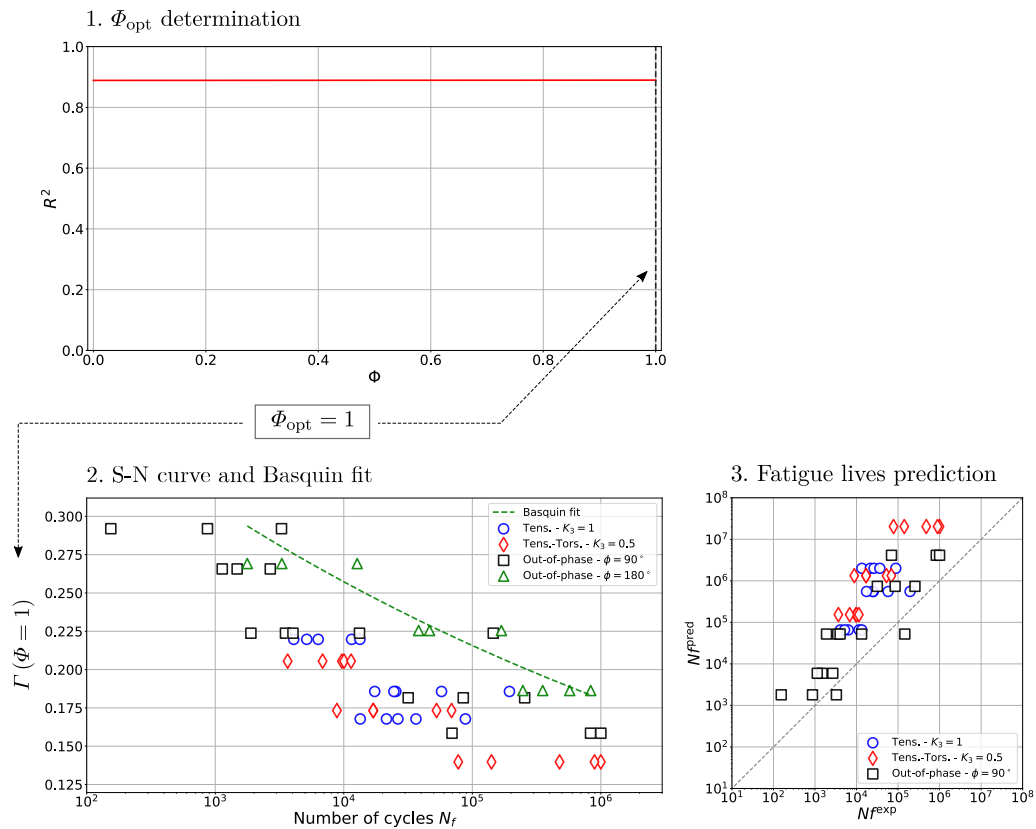 1. Φopt determination
1.0
0.8
0.6
0.4
0.2
0.0
R²
0.0 0.2 0.4 0.6 0.8 1.0
Φ
Φopt = 1
2. S-N curve and Basquin fit
0.300
0.275
0.250
0.225
0.200
0.175
0.150
0.125
Γ (Φ = 1)
Basquin fit
Tens. - K₃ = 1
Tens.-Tors. - K₃ = 0.5
Out-of-phase - ϕ = 90°
Out-of-phase - ϕ = 180°
10² 10³ 10⁴ 10⁵ 10⁶
Number of cycles Nf
3. Fatigue lives prediction
10⁸
10⁷
10⁶
10⁵
10⁴
10³
10²
10¹
Nf^pred
Tens. - K₃ = 1
Tens.-Tors. - K₃ = 0.5
Out-of-phase - ϕ = 90°
10¹ 10² 10³ 10⁴ 10⁵ 10⁶ 10⁷ 10⁸
Nf^exp